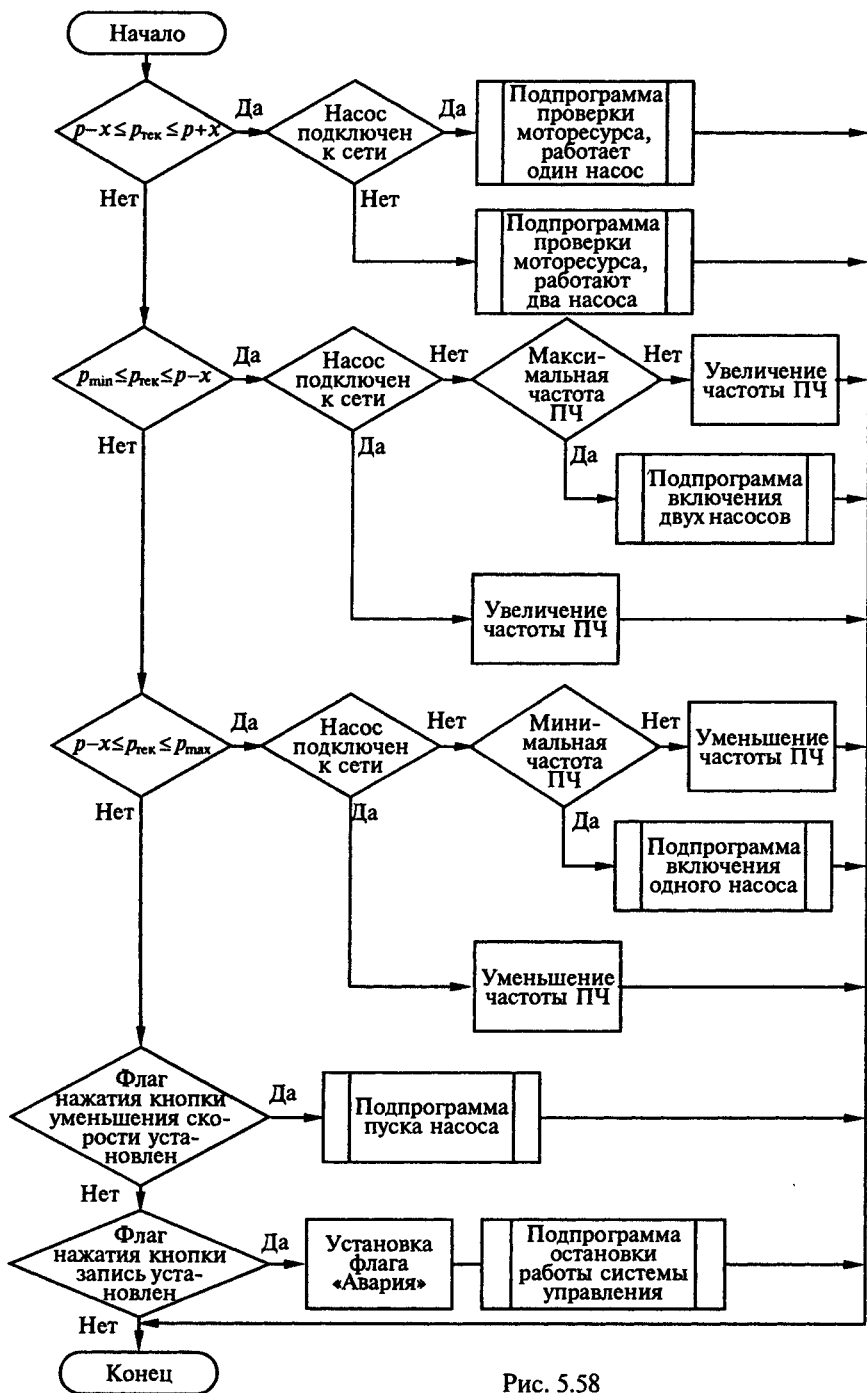 Начало
p−x ≤ pтек ≤ p+x
Да
Насос
подключен
к сети
Да
Подпрограмма
проверки
моторесурса,
работает
один насос
Нет
Нет
Подпрограмма
проверки
моторесурса,
работают
два насоса
pmin ≤ pтек ≤ p−x
Да
Насос
подключен
к сети
Нет
Макси-
мальная
частота
ПЧ
Нет
Увеличение
частоты ПЧ
Нет
Да
Да
Подпрограмма
включения
двух насосов
Увеличение
частоты ПЧ
p−x ≤ pтек ≤ pmax
Да
Насос
подключен
к сети
Нет
Мини-
мальная
частота
ПЧ
Нет
Уменьшение
частоты ПЧ
Нет
Да
Да
Подпрограмма
включения
одного насоса
Уменьшение
частоты ПЧ
Флаг
нажатия кнопки
уменьшения ско-
рости уста-
новлен
Да
Подпрограмма
пуска насоса
Нет
Флаг
нажатия кнопки
запись уста-
новлен
Да
Установка
флага
«Авария»
Подпрограмма
остановки
работы системы
управления
Нет
Конец
Рис. 5.58